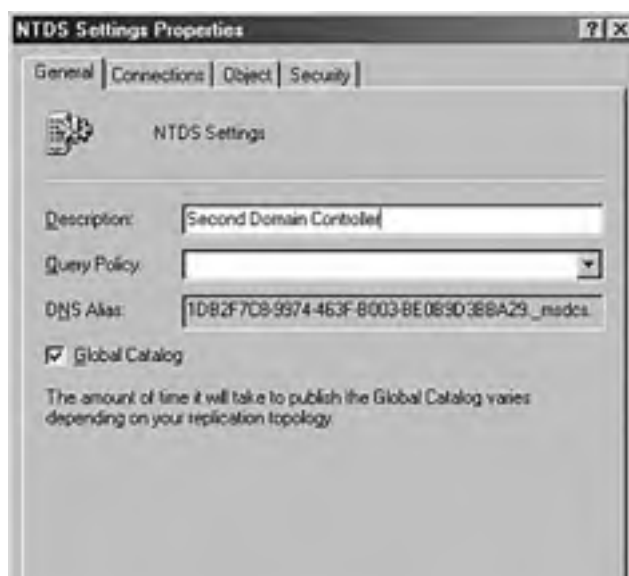 NTDS Settings Properties
General Connections Object Security
NTDS Settings
Description: Second Domain Controller
Query Policy:
DNS Alias: 1DB2F7C8-9974-463F-B003-BE0B9D3BBA29._msdcs.
Global Catalog
The amount of time it will take to publish the Global Catalog varies
depending on your replication topology.